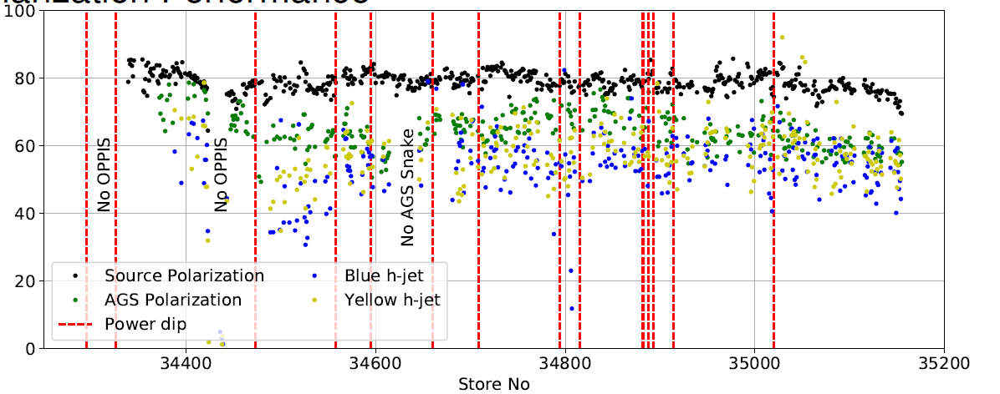 100
80
60
40
20
0
No OPPIS
No OPPIS
No AGS Snake
Source Polarization
AGS Polarization
Power dip
Blue h-jet
Yellow h-jet
34400 34600 34800 35000 35200
Store No